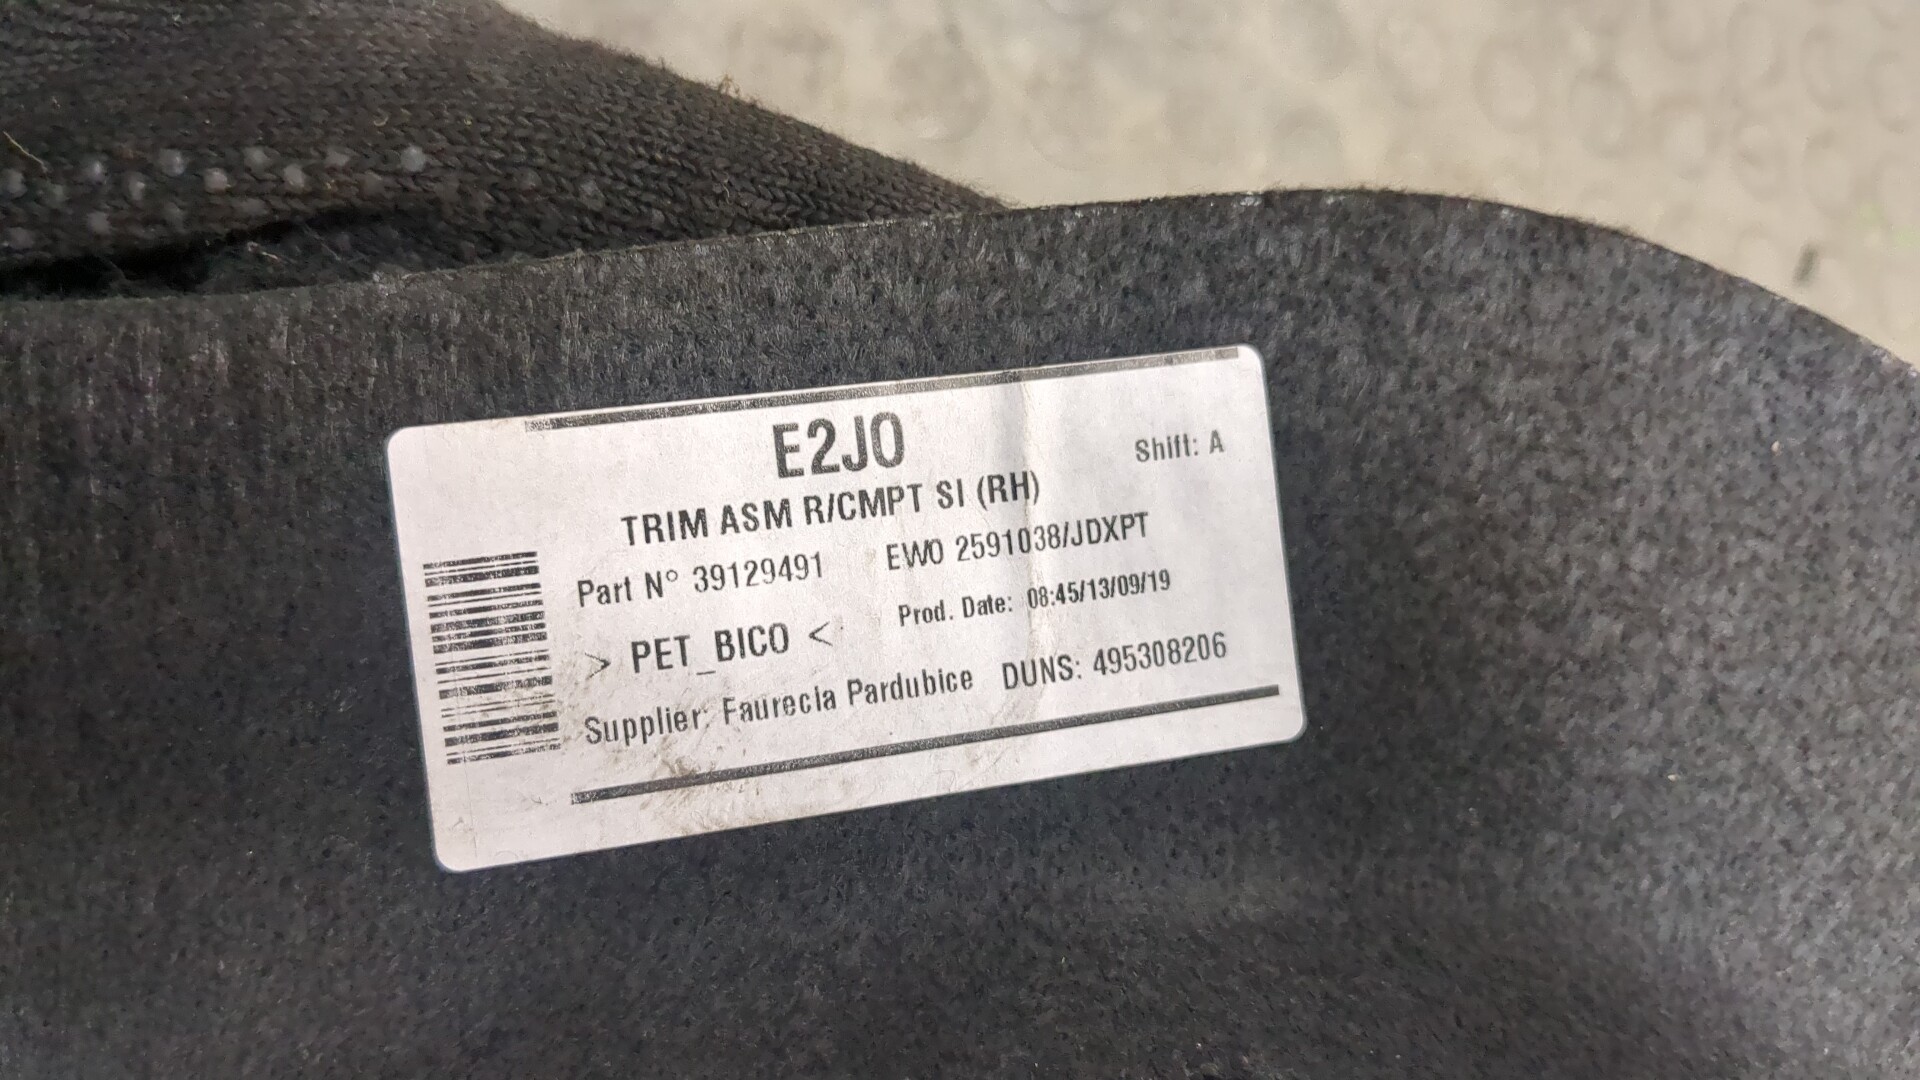 E2J0
Shift: A
TRIM ASM R/CMPT SI (RH)
Part N° 39129491 EWO 2591038/JDXPT
> PET_BICO < Prod. Date: 08:45/13/09/19
Supplier: Faurecia Pardubice DUNS: 495308206